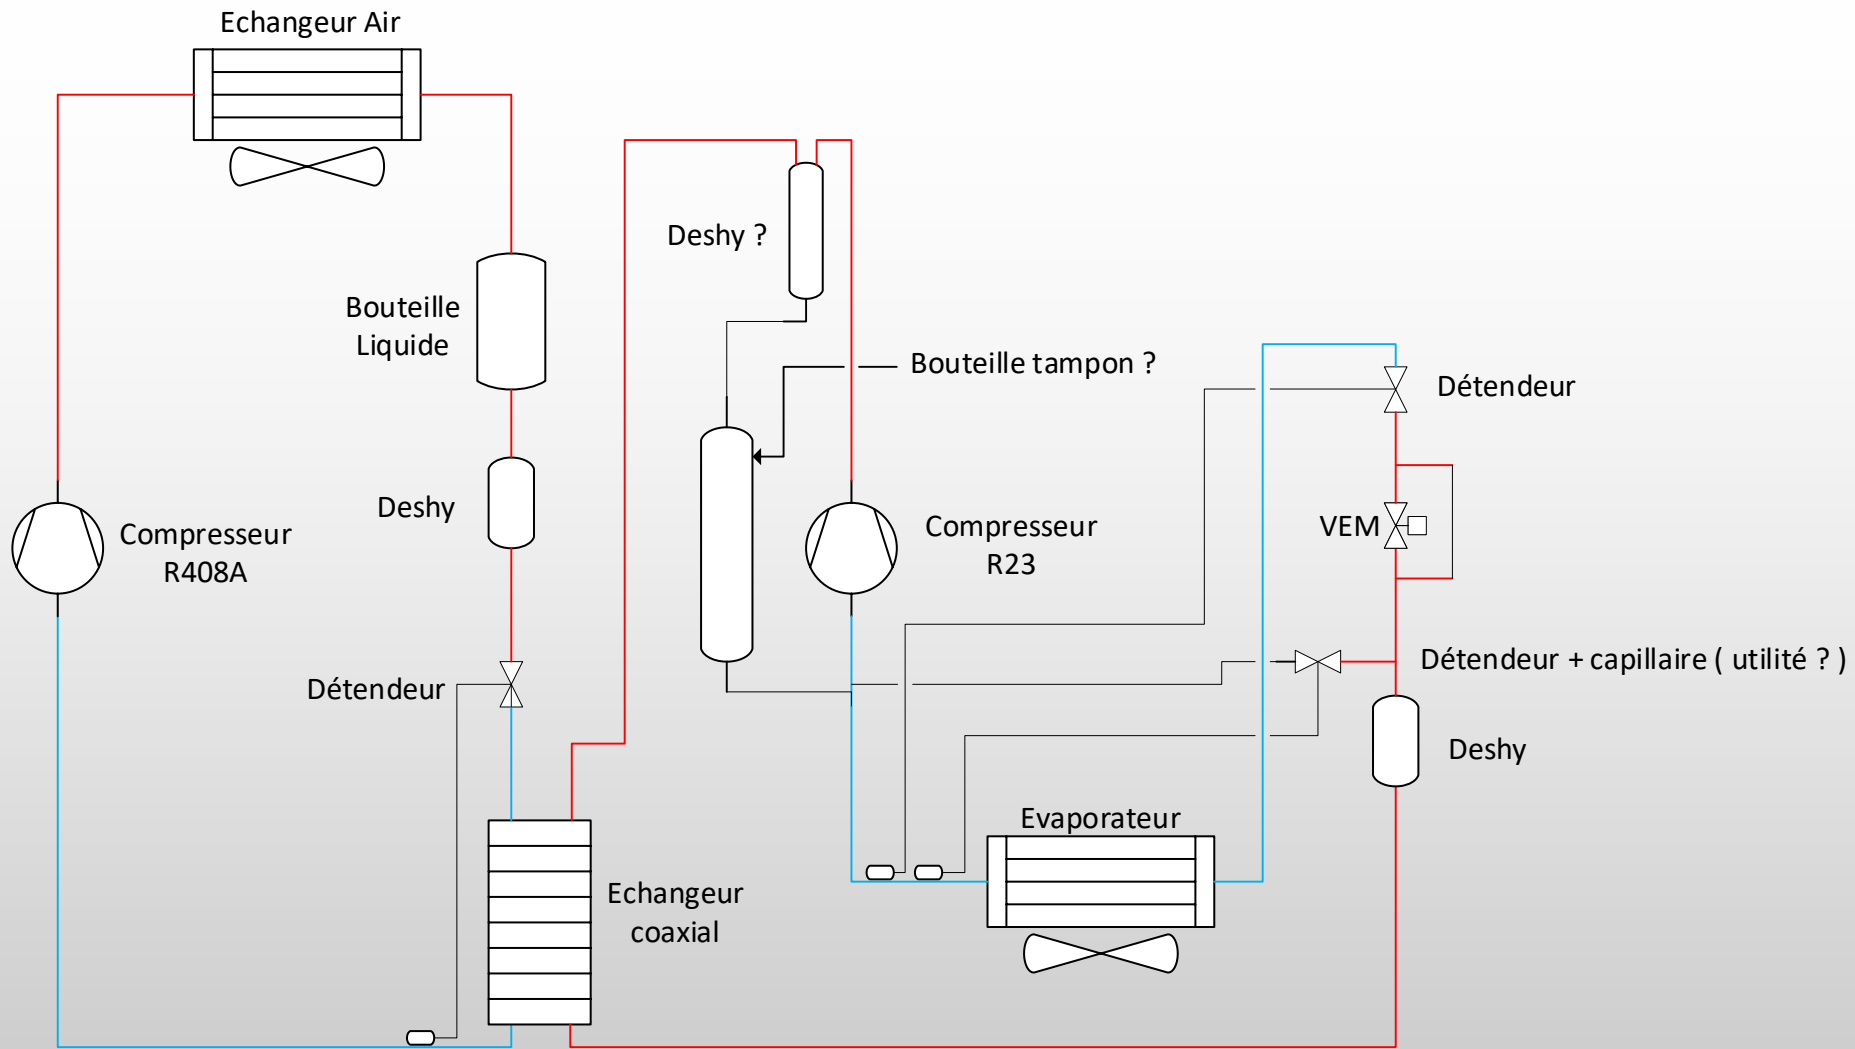 Echangeur Air
Deshy ?
Bouteille
Liquide
Bouteille tampon ?
Détendeur
Deshy
Compresseur
R408A
Compresseur
R23
VEM
Détendeur
Détendeur + capillaire ( utilité ? )
Deshy
Evaporateur
Echangeur
coaxial